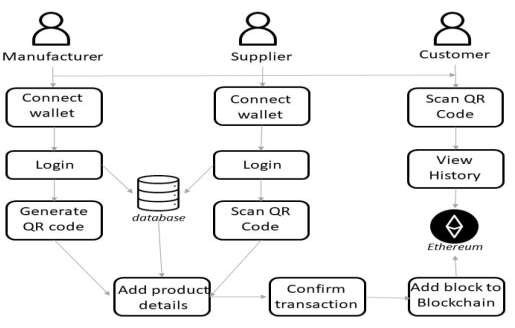 Manufacturer
Supplier
Customer
Connect
wallet
Connect
wallet
Scan QR
Code
Login
Login
View
History
database
Generate
QR code
Scan QR
Code
Ethereum
Add product
details
Confirm
transaction
Add block to
Blockchain